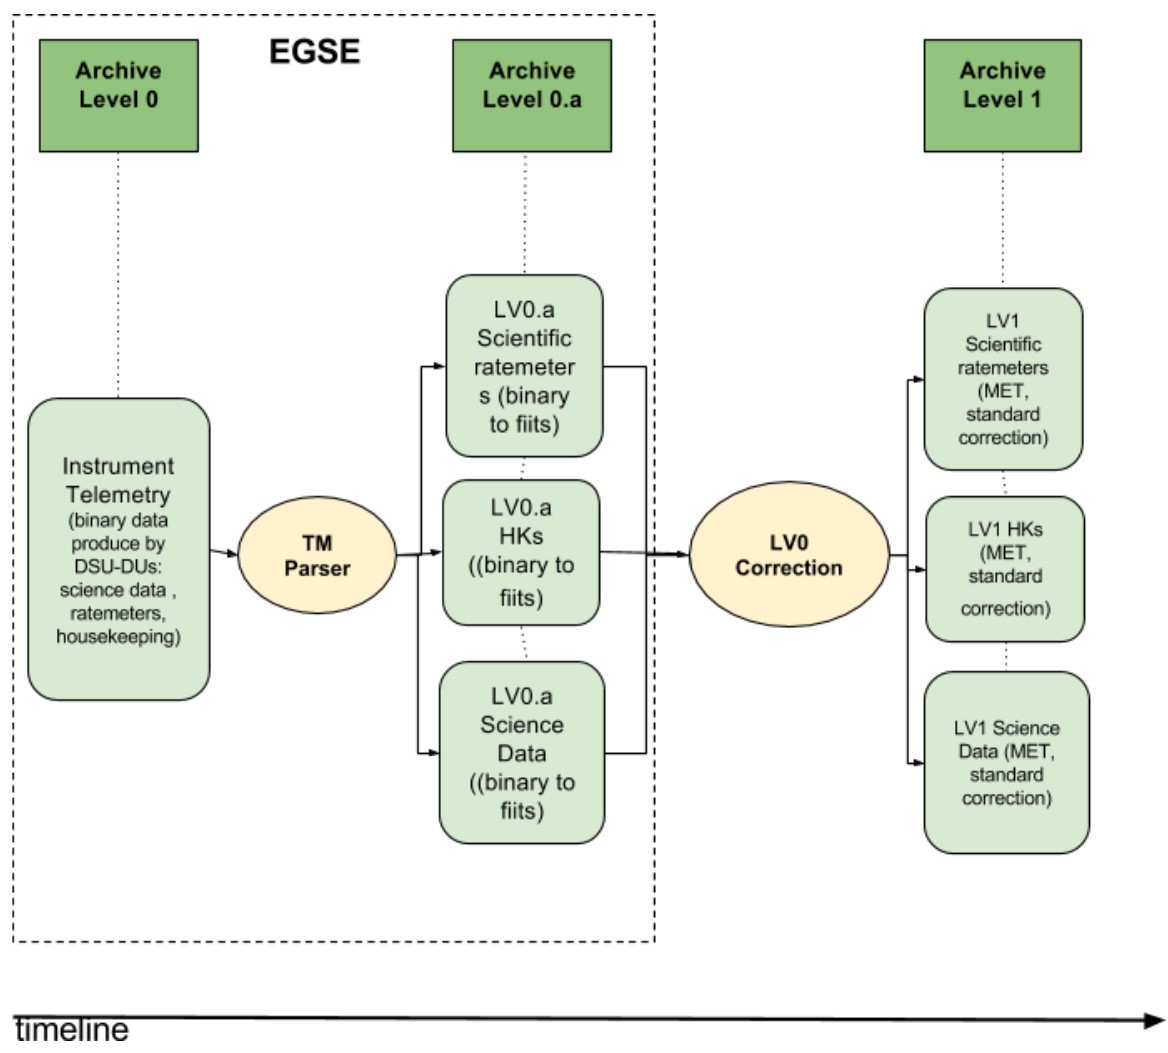 EGSE
Archive
Level 0
Archive
Level 0.a
Archive
Level 1
Instrument
Telemetry
(binary data
produce by
DSU-DUs:
science data ,
ratemeters,
housekeeping)
TM
Parser
LV0.a
Scientific
ratemeter
s (binary
to fiits)
LV0.a
HKs
((binary to
fiits)
LV0.a
Science
Data
((binary to
fiits)
LV0
Correction
LV1
Scientific
ratemeters
(MET,
standard
correction)
LV1 HKs
(MET,
standard
correction)
LV1 Science
Data (MET,
standard
correction)
timeline